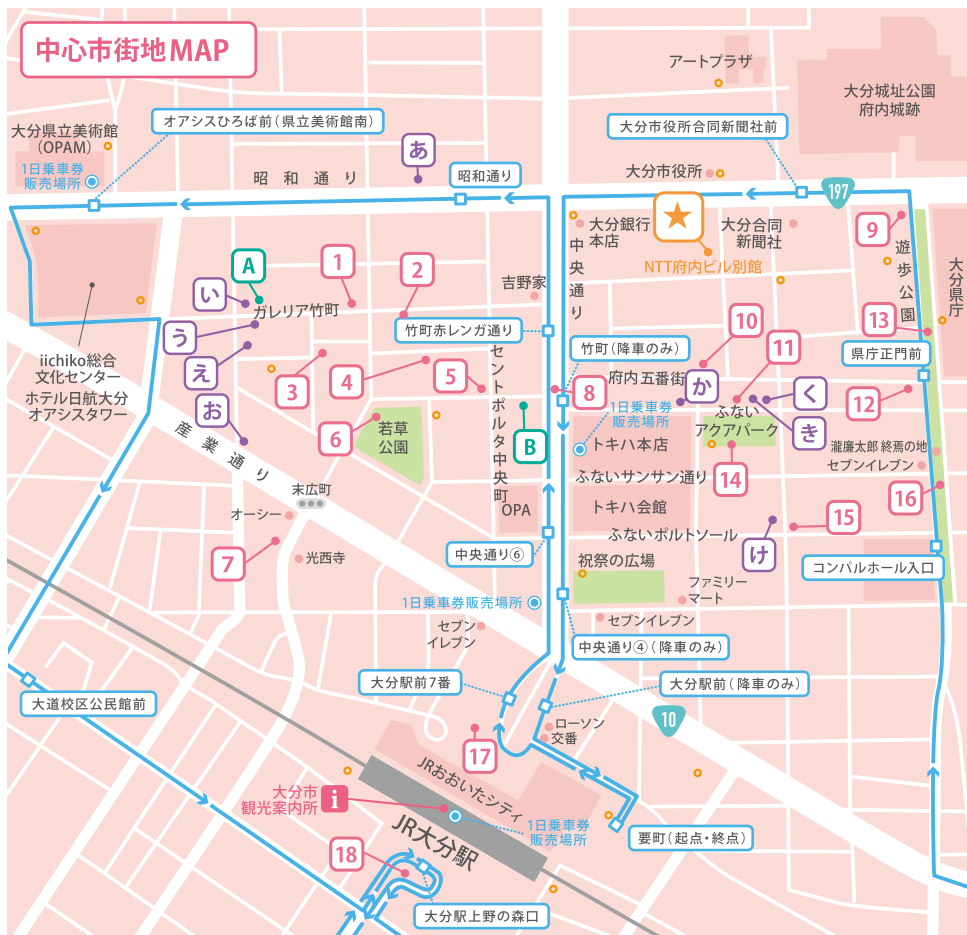 中心市街地MAP
アートプラザ
大分城址公園
府内城跡
オアシスひろば前(県立美術館南)
大分市役所合同新聞社前
大分県立美術館
(OPAM)
1日乗車券
販売場所
あ
昭和通り
昭和通り
大分市役所
197
大分銀行
本店
★
大分合同
新聞社
NTT府内ビル別館
9
遊歩公園
大分県庁
中央通り
A
1
2
い
ガレリア竹町
吉野家
う
竹町赤レンガ通り
10
13
iichiko総合
文化センター
ホテル日航大分
オアシスタワー
え
3
4
5
セントポルタ中央町
竹町(降車のみ)
11
県庁正門前
8
府内五番街
か
く
12
お
1日乗車券
販売場所
ふない
アクアパーク
き
6
若草
公園
B
トキハ本店
瀧廉太郎 終焉の地
セブンイレブン
産業通り
ふないサンサン通り
14
16
末広町
オーシー
OPA
トキハ会館
15
ふないポルトソール
け
7
光西寺
中央通り⑥
祝祭の広場
コンパルホール入口
ファミリー
マート
1日乗車券販売場所
セブン
イレブン
セブンイレブン
中央通り④(降車のみ)
大分駅前7番
大分駅前(降車のみ)
大道校区公民館前
10
17
ローソン
交番
JRおおいたシティ
大分市
観光案内所
i
1日乗車券
販売場所
JR大分駅
要町(起点・終点)
18
大分駅上野の森口